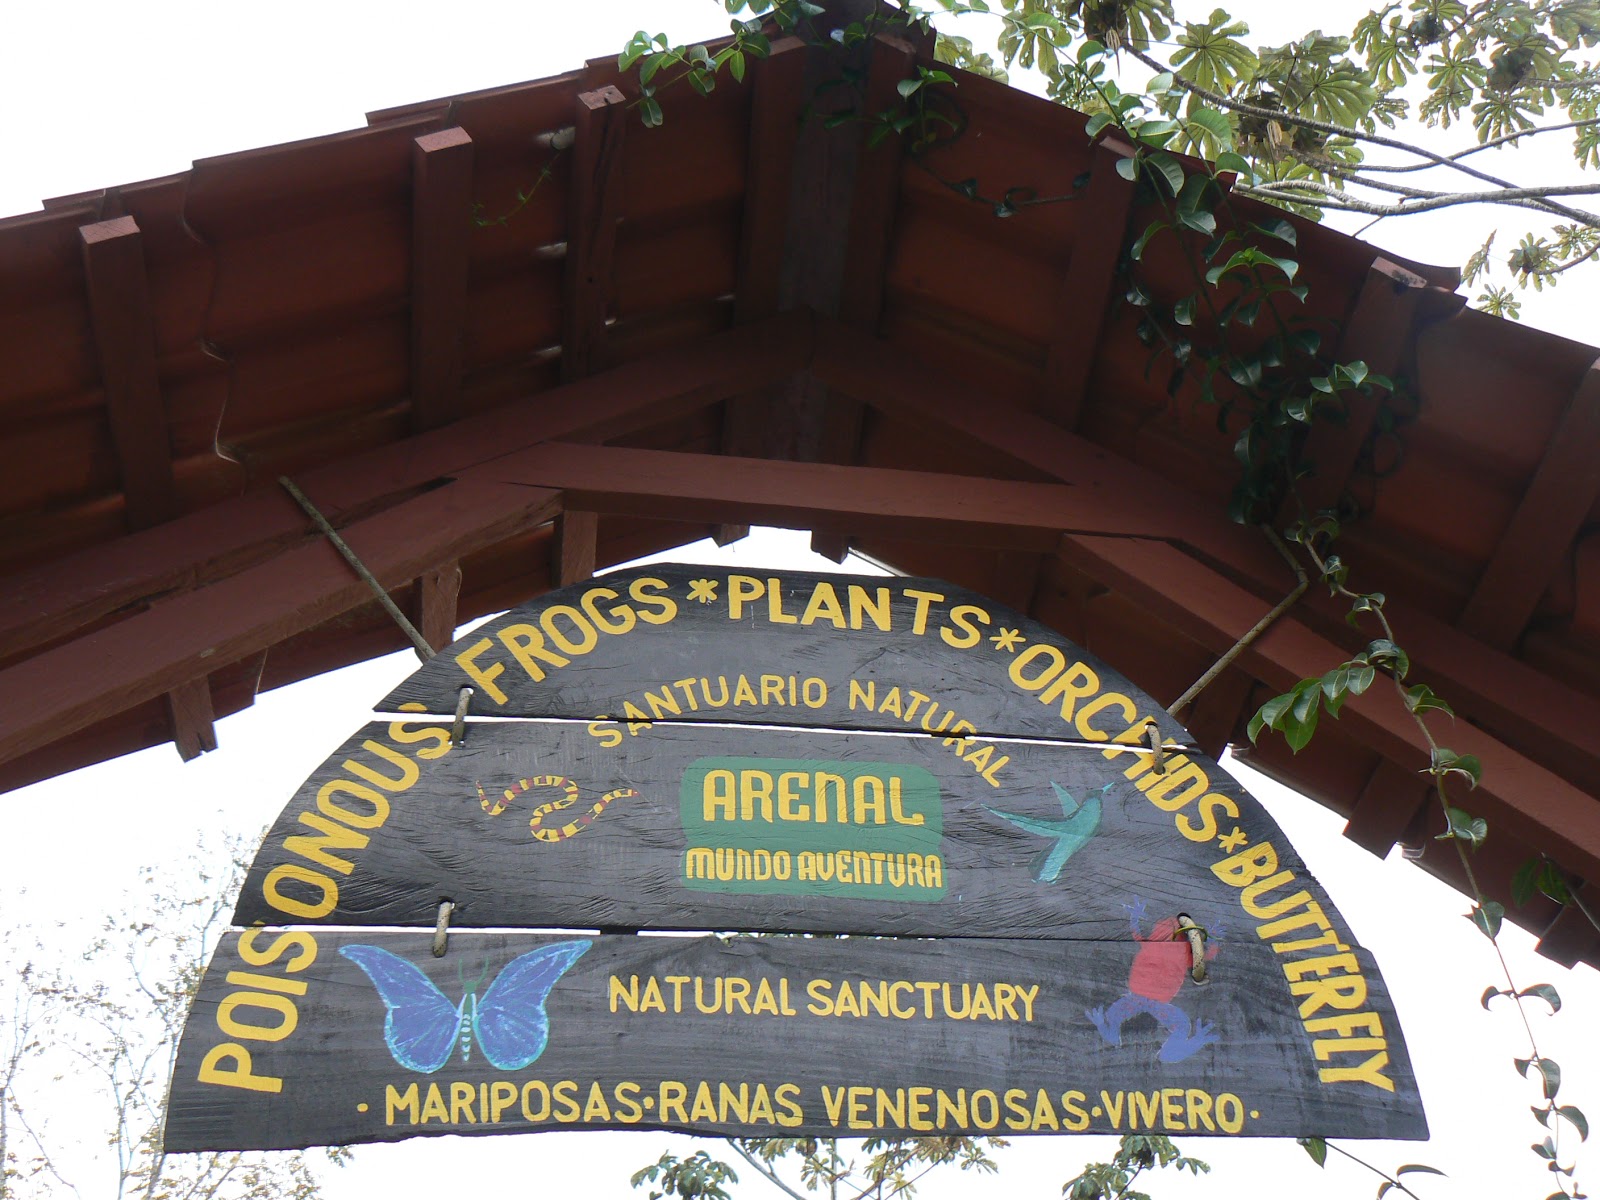 POISONOUS FROGS * PLANTS * ORCHIDS * BUTTERFLY
SANTUARIO NATURAL
ARENAL
MUNDO AVENTURA
NATURAL SANCTUARY
· MARIPOSAS · RANAS VENENOSAS · VIVERO ·